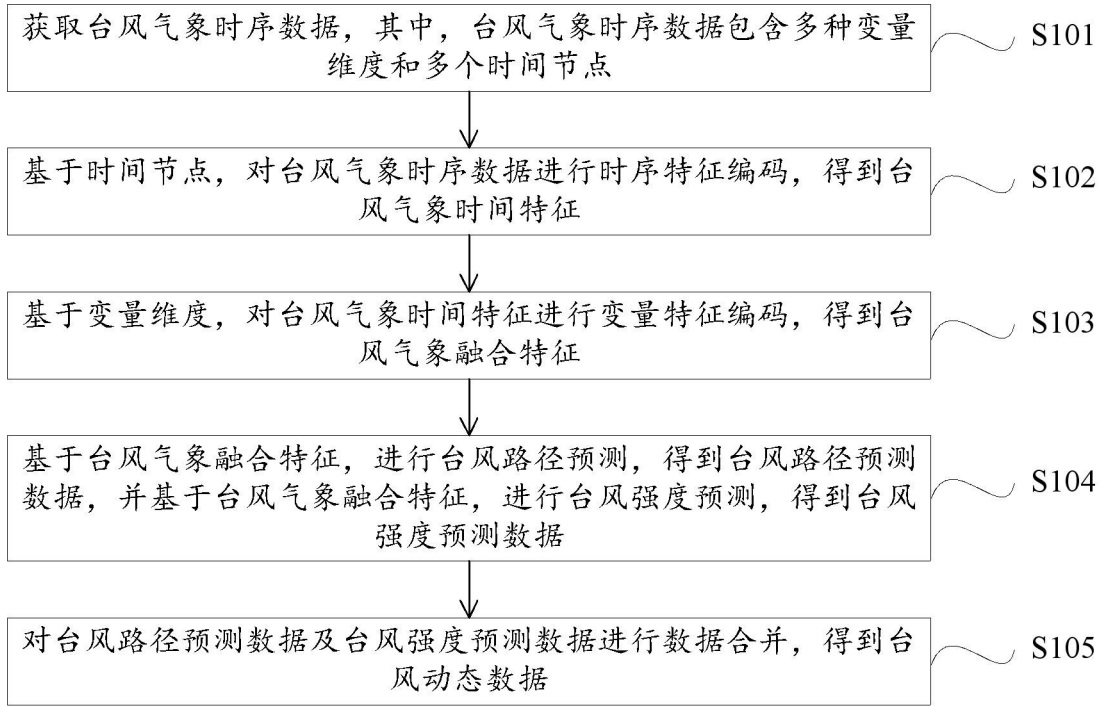 获取台风气象时序数据，其中，台风气象时序数据包含多种变量
维度和多个时间节点
S101
基于时间节点，对台风气象时序数据进行时序特征编码，得到台
风气象时间特征
S102
基于变量维度，对台风气象时间特征进行变量特征编码，得到台
风气象融合特征
S103
基于台风气象融合特征，进行台风路径预测，得到台风路径预测
数据，并基于台风气象融合特征，进行台风强度预测，得到台风
强度预测数据
S104
对台风路径预测数据及台风强度预测数据进行数据合并，得到台
风动态数据
S105